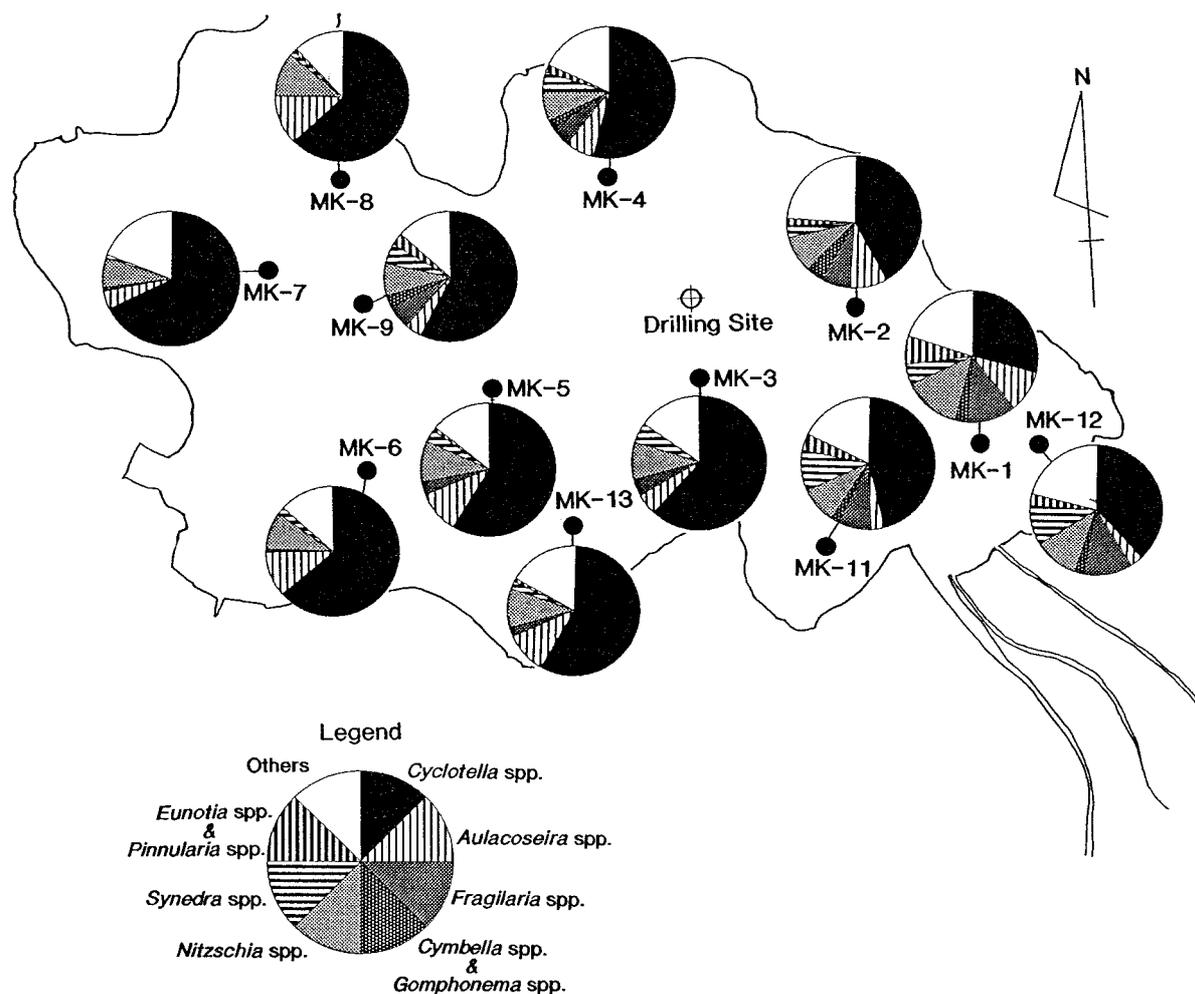 N
MK-8
MK-4
MK-7
MK-9
Drilling Site
MK-2
MK-5
MK-3
MK-12
MK-6
MK-1
MK-13
MK-11
Legend
Others
Cyclotella spp.
Eunotia spp.
&
Pinnularia spp.
Aulacoseira spp.
Synedra spp.
Fragilaria spp.
Nitzschia spp.
Cymbella spp.
&
Gomphonema spp.